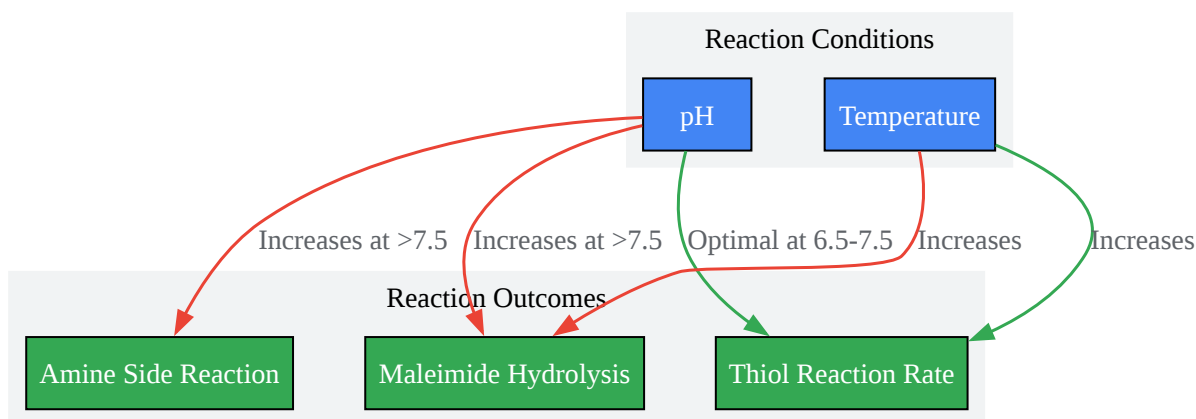 Reaction Conditions
pH
Temperature
Increases at >7.5
Increases at >7.5
Optimal at 6.5-7.5
Increases
Increases
Reaction Outcomes
Amine Side Reaction
Maleimide Hydrolysis
Thiol Reaction Rate